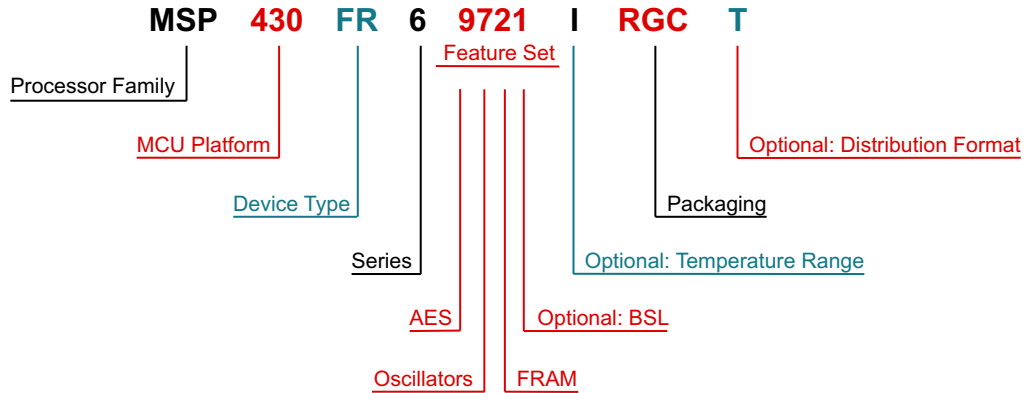 MSP 430 FR 6 9721 I RGC T
Feature Set
Processor Family
MCU Platform
Optional: Distribution Format
Device Type
Packaging
Series
Optional: Temperature Range
AES
Optional: BSL
Oscillators
FRAM